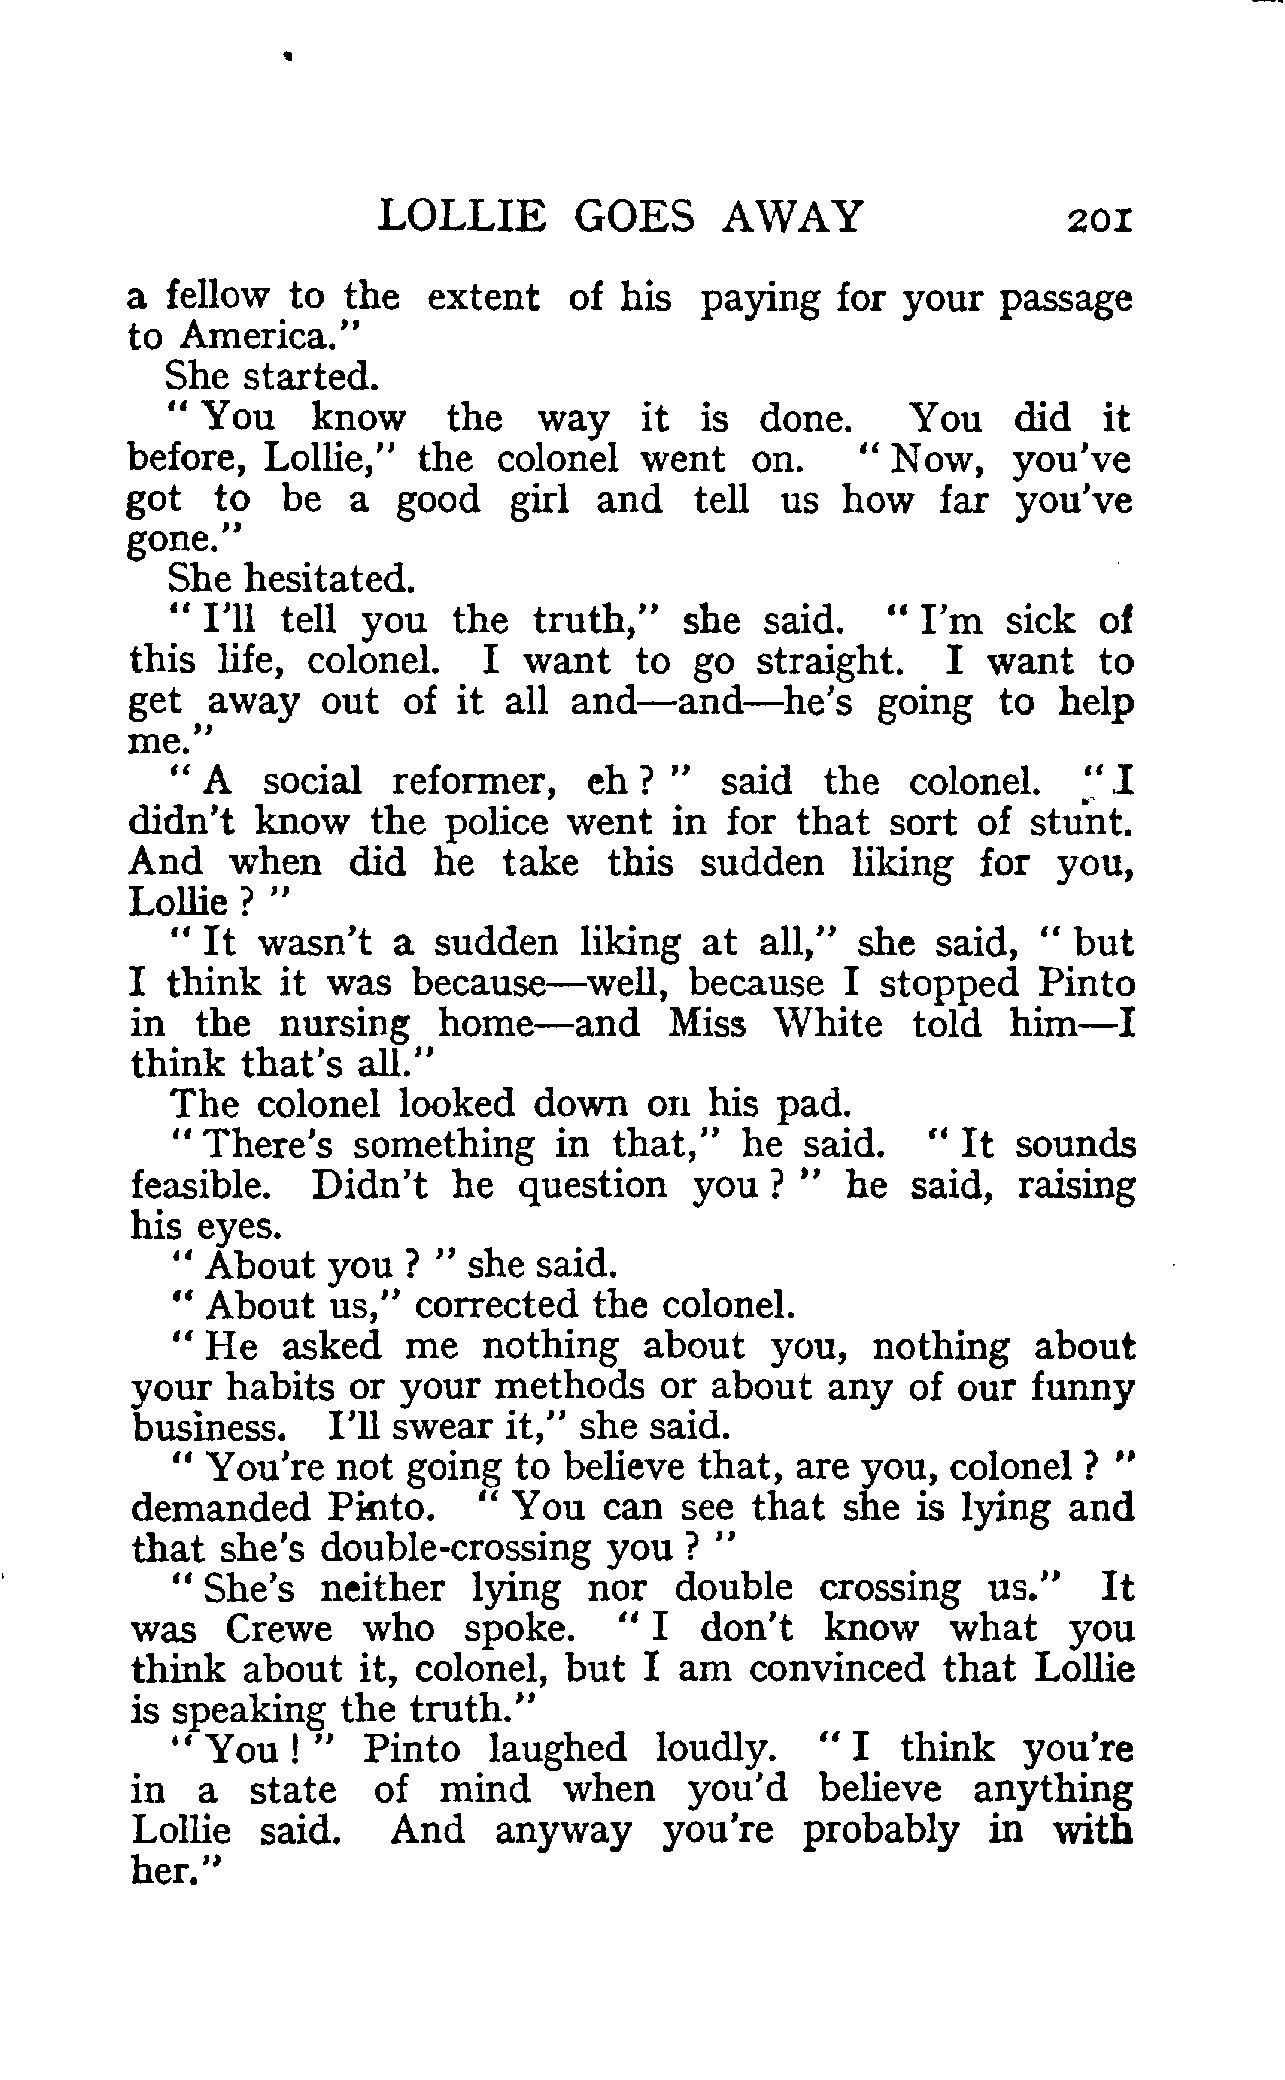 LOLLIE GOES AWAY 201
a fellow to the extent of his paying for your passage
to America."
She started.
"You know the way it is done. You did it
before, Lollie," the colonel went on. "Now, you've
got to be a good girl and tell us how far you've
gone."
She hesitated.
"I'll tell you the truth," she said. "I'm sick of
this life, colonel. I want to go straight. I want to
get away out of it all and—and—he's going to help
me."
"A social reformer, eh?" said the colonel. "I
didn't know the police went in for that sort of stunt.
And when did he take this sudden liking for you,
Lollie?"
"It wasn't a sudden liking at all," she said, "but
I think it was because—well, because I stopped Pinto
in the nursing home—and Miss White told him—I
think that's all."
The colonel looked down on his pad.
"There's something in that," he said. "It sounds
feasible. Didn't he question you?" he said, raising
his eyes.
"About you?" she said.
"About us," corrected the colonel.
"He asked me nothing about you, nothing about
your habits or your methods or about any of our funny
business. I'll swear it," she said.
"You're not going to believe that, are you, colonel?"
demanded Pinto. "You can see that she is lying and
that she's double-crossing you?"
"She's neither lying nor double crossing us." It
was Crewe who spoke. "I don't know what you
think about it, colonel, but I am convinced that Lollie
is speaking the truth."
"You!" Pinto laughed loudly. "I think you're
in a state of mind when you'd believe anything
Lollie said. And anyway you're probably in with
her."